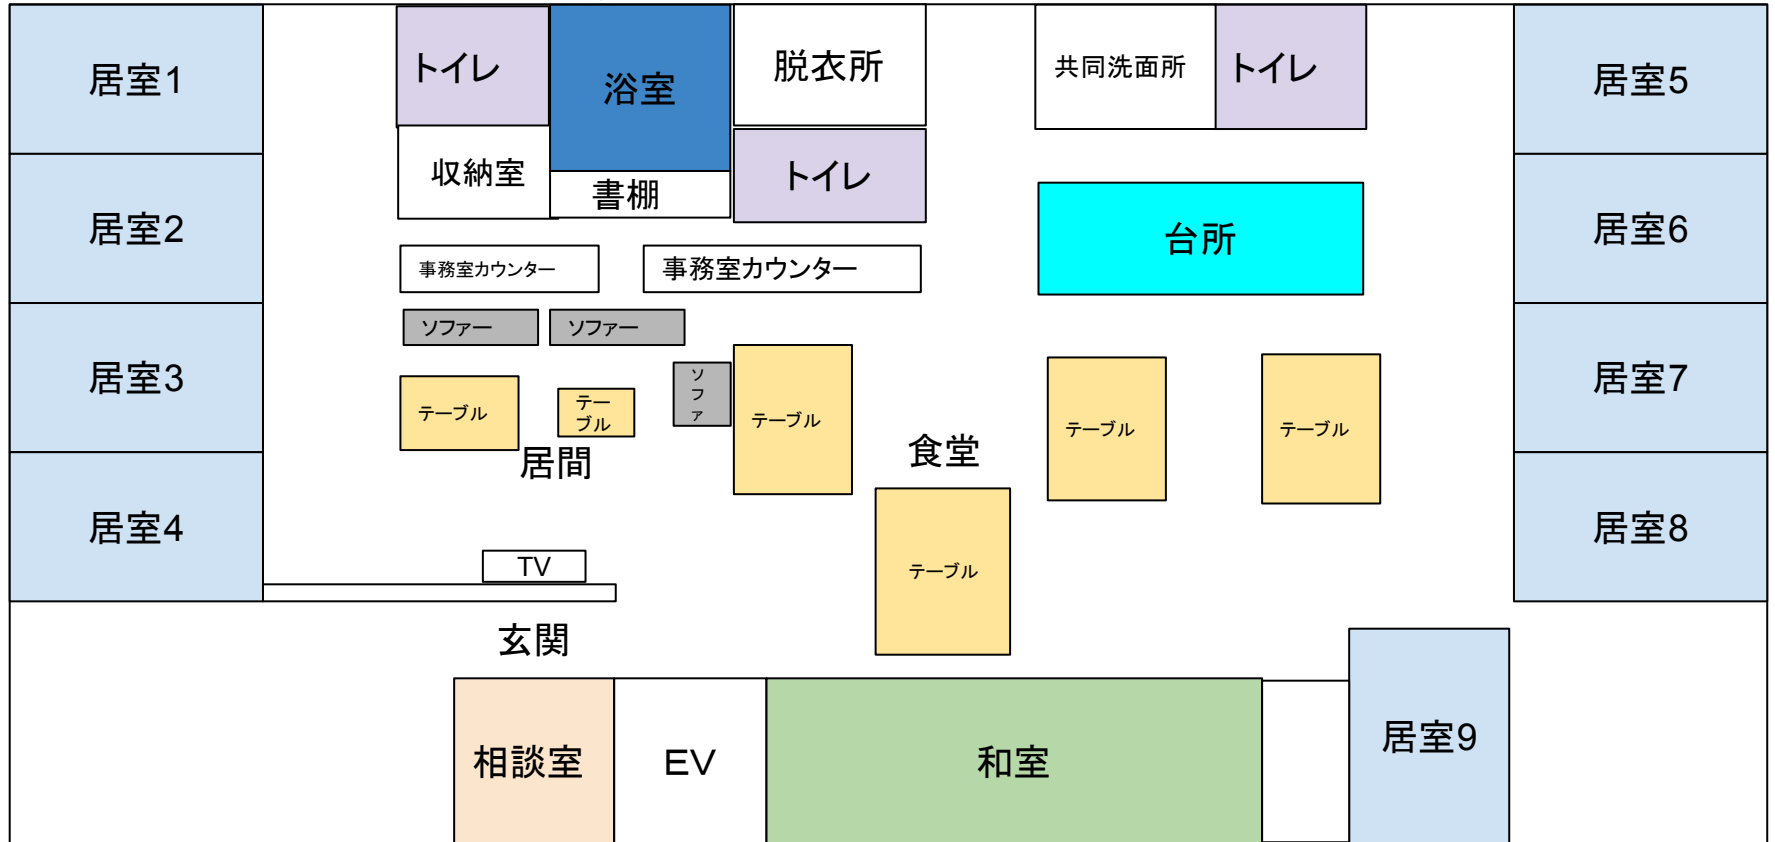 居室1
トイレ
浴室
脱衣所
共同洗面所
トイレ
居室5
収納室
書棚
トイレ
居室2
台所
居室6
事務室カウンター
事務室カウンター
ソファー
ソファー
居室3
テーブル
テー
ブル
ソ
フ
ァ
テーブル
テーブル
テーブル
居室7
居間
食堂
居室4
TV
テーブル
居室8
玄関
相談室
EV
和室
居室9